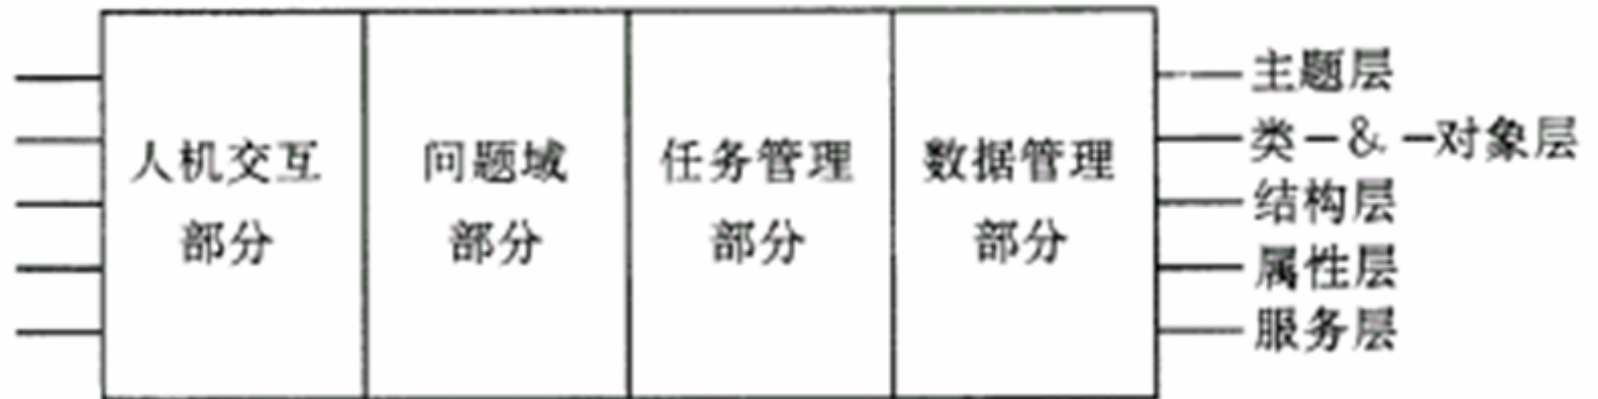 人机交互
部分
问题域
部分
任务管理
部分
数据管理
部分
主题层
类-&-对象层
结构层
属性层
服务层